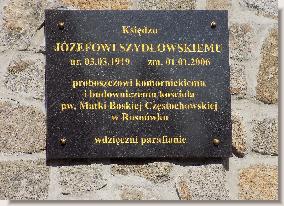 Księdzu
JÓZEFOWI SZYDŁOWSKIEMU
ur. 03.03.1919 zm. 01.01.2006
proboszczowi komornickiemu
i budowniczemu kościoła
pw. Matki Boskiej Częstochowskiej
w Rosnówku
wdzięczni parafianie